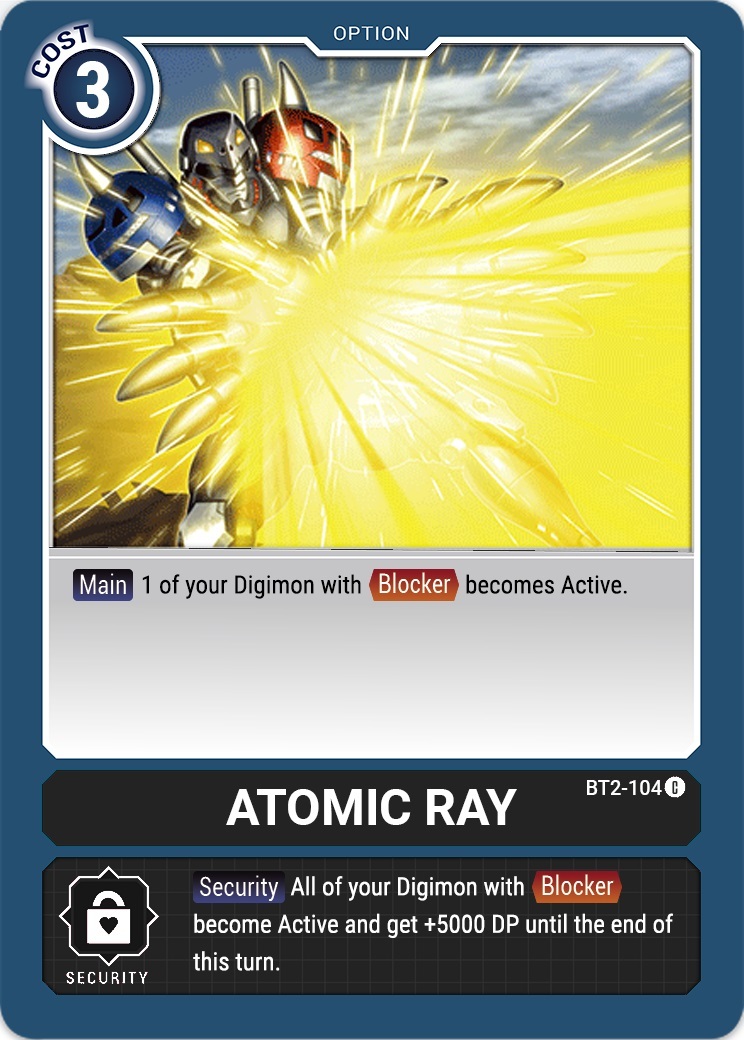 COST
3
OPTION
Main 1 of your Digimon with Blocker becomes Active.
ATOMIC RAY
BT2-104 C
SECURITY
Security All of your Digimon with Blocker
become Active and get +5000 DP until the end of
this turn.